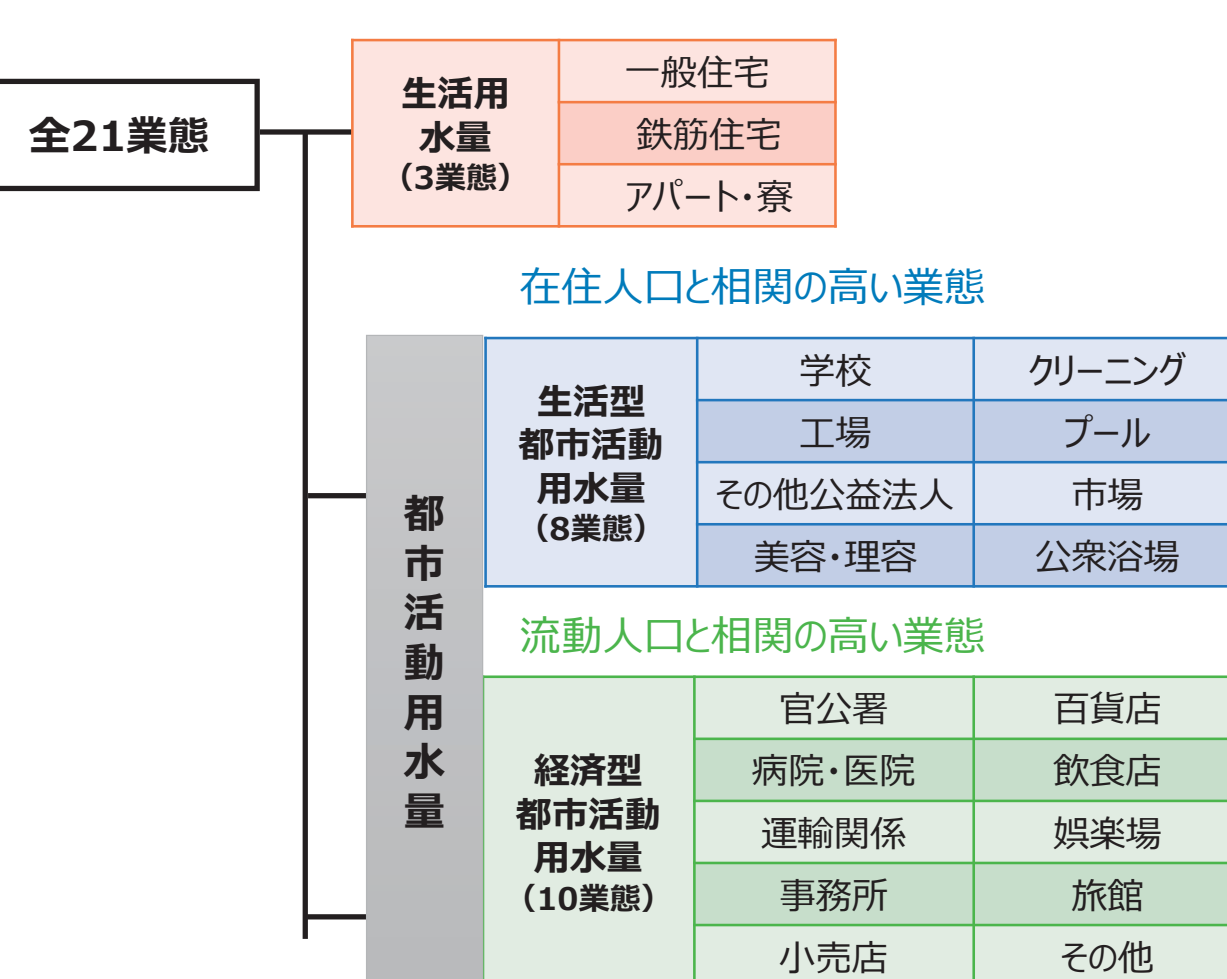 全21業態
生活用
水量
（3業態）
一般住宅
鉄筋住宅
アパート・寮
在住人口と相関の高い業態
都
市
活
動
用
水
量
生活型
都市活動
用水量
（8業態）
学校
クリーニング
工場
プール
その他公益法人
市場
美容・理容
公衆浴場
流動人口と相関の高い業態
経済型
都市活動
用水量
（10業態）
官公署
百貨店
病院・医院
飲食店
運輸関係
娯楽場
事務所
旅館
小売店
その他